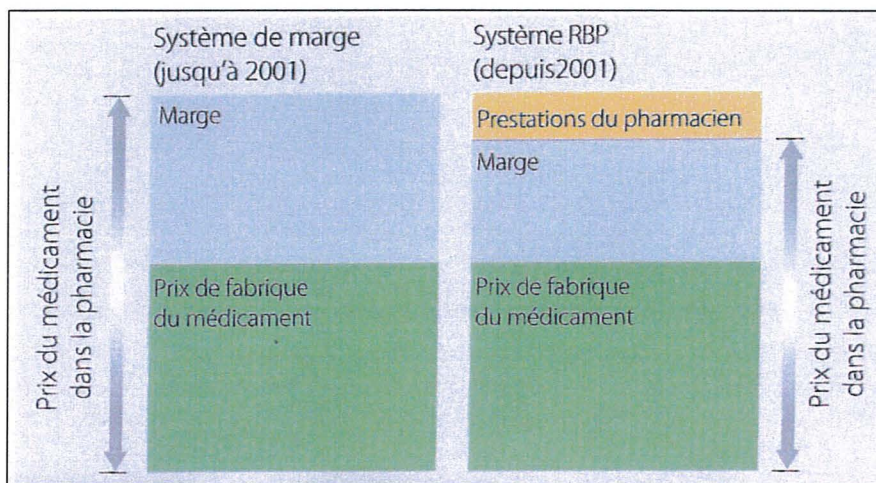 Système de marge
(jusqu'à 2001)
Marge
Prix de fabrique
du médicament
Prix du médicament
dans la pharmacie
Système RBP
(depuis2001)
Prestations du pharmacien
Marge
Prix de fabrique
du médicament
Prix du médicament
dans la pharmacie